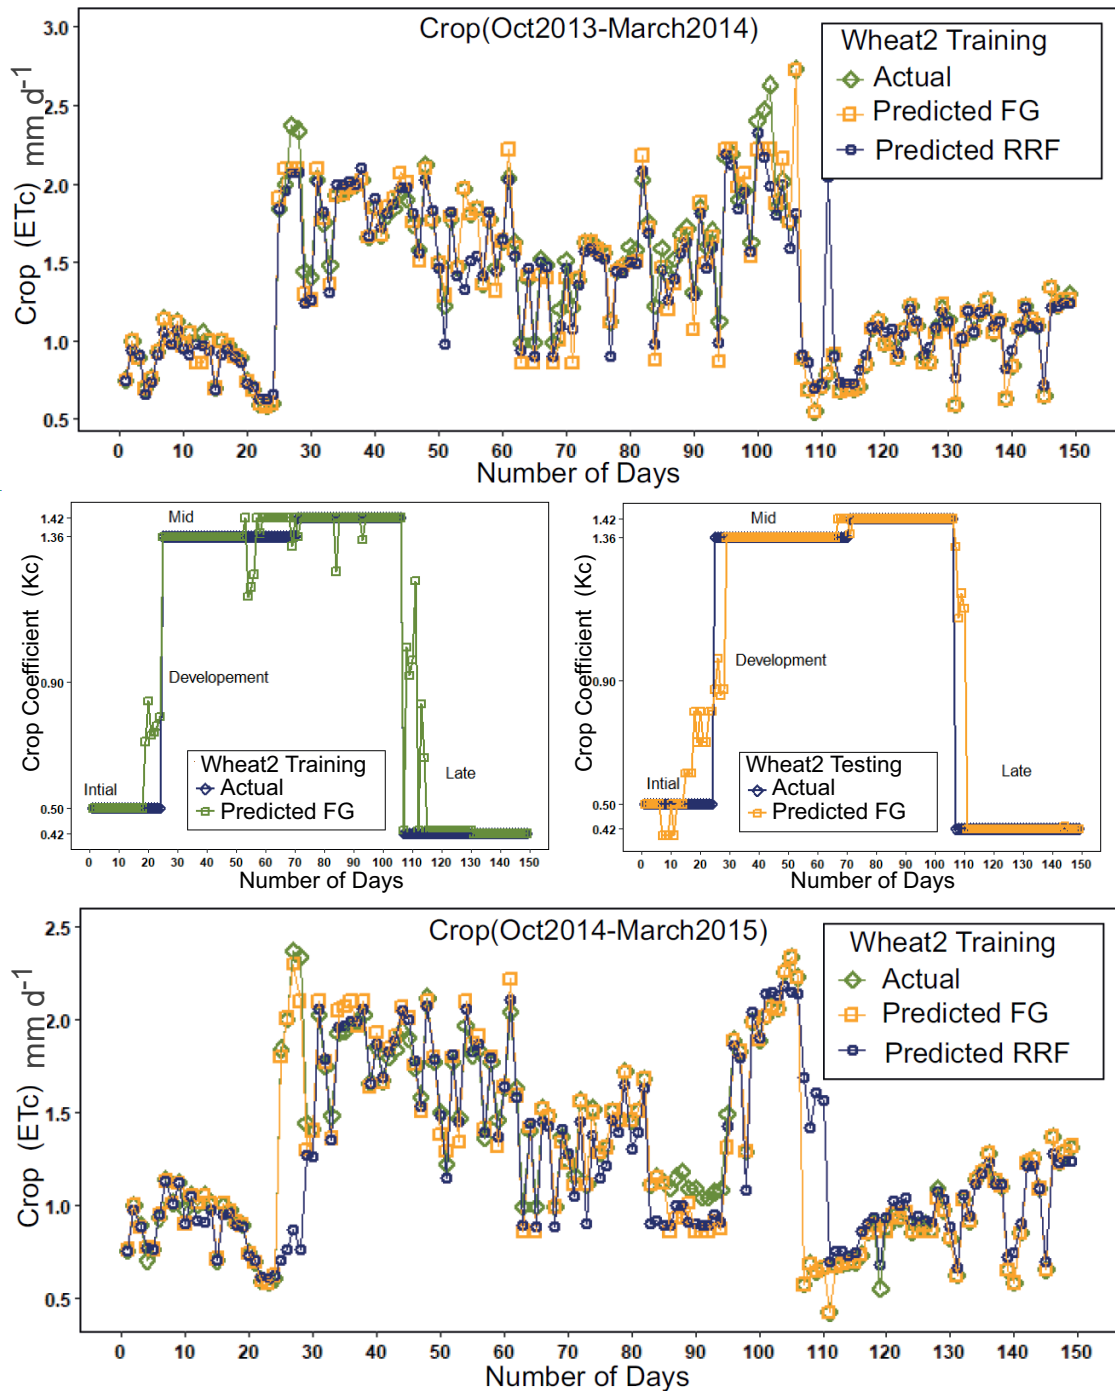 Crop(Oct2013-March2014)
Wheat2 Training
Actual
Predicted FG
Predicted RRF
Crop (ETc) mm d-1
3.0
2.5
2.0
1.5
1.0
0.5
0 10 20 30 40 50 60 70 80 90 100 110 120 130 140 150
Number of Days
Crop Coefficient (Kc)
1.42
1.36
0.90
0.50
0.42
Mid
Developement
Intial
Late
Wheat2 Training
Actual
Predicted FG
0 10 20 30 40 50 60 70 80 90 100 110 120 130 150
Number of Days
Crop Coefficient (Kc)
1.42
1.36
0.90
0.50
0.42
Mid
Development
Intial
Late
Wheat2 Testing
Actual
Predicted FG
0 10 20 30 40 50 60 70 80 90 100 110 120 130 150
Number of Days
Crop(Oct2014-March2015)
Wheat2 Training
Actual
Predicted FG
Predicted RRF
Crop (ETc) mm d-1
2.5
2.0
1.5
1.0
0.5
0 10 20 30 40 50 60 70 80 90 100 110 120 130 140 150
Number of Days